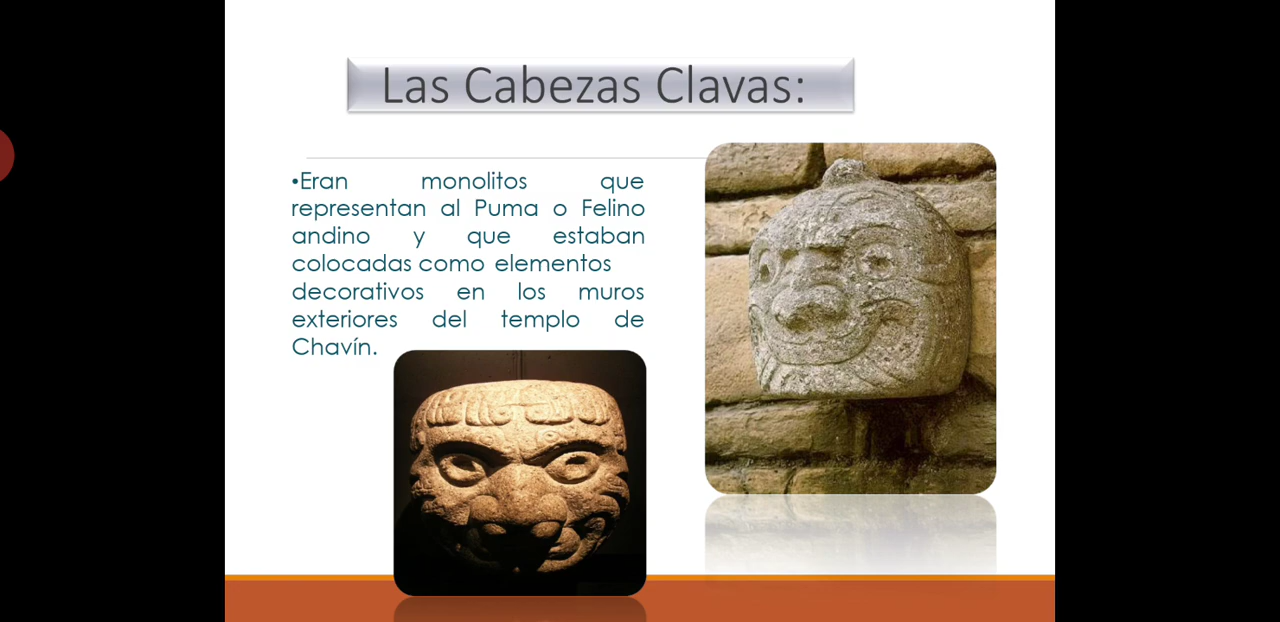 Las Cabezas Clavas:
•Eran monolitos que
representan al Puma o Felino
andino y que estaban
colocadas como elementos
decorativos en los muros
exteriores del templo de
Chavín.